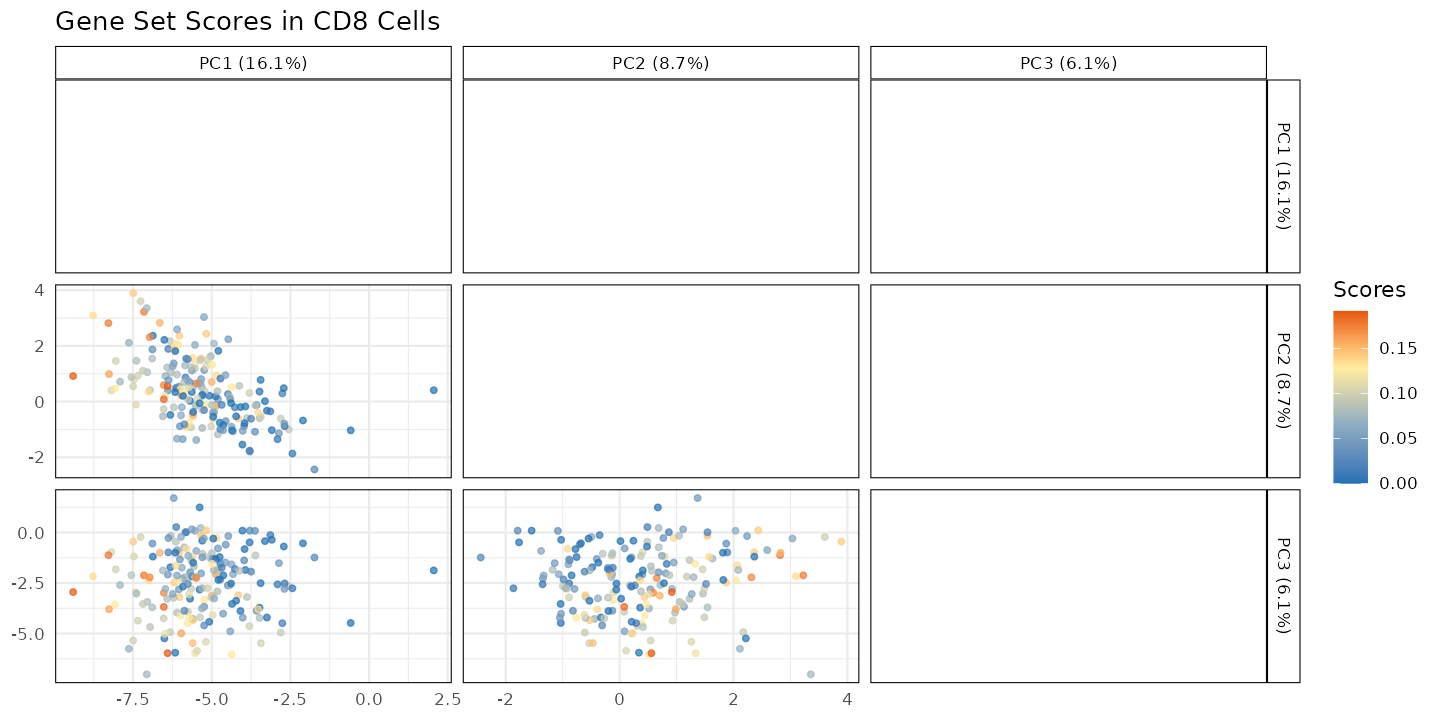 Gene Set Scores in CD8 Cells
PC1 (16.1%)
PC2 (8.7%)
PC3 (6.1%)
PC1 (16.1%)
4
2
0
-2
PC2 (8.7%)
0.0
-2.5
-5.0
PC3 (6.1%)
-7.5
-5.0
-2.5
0.0
2.5
-2
0
2
4
Scores
0.15
0.10
0.05
0.00